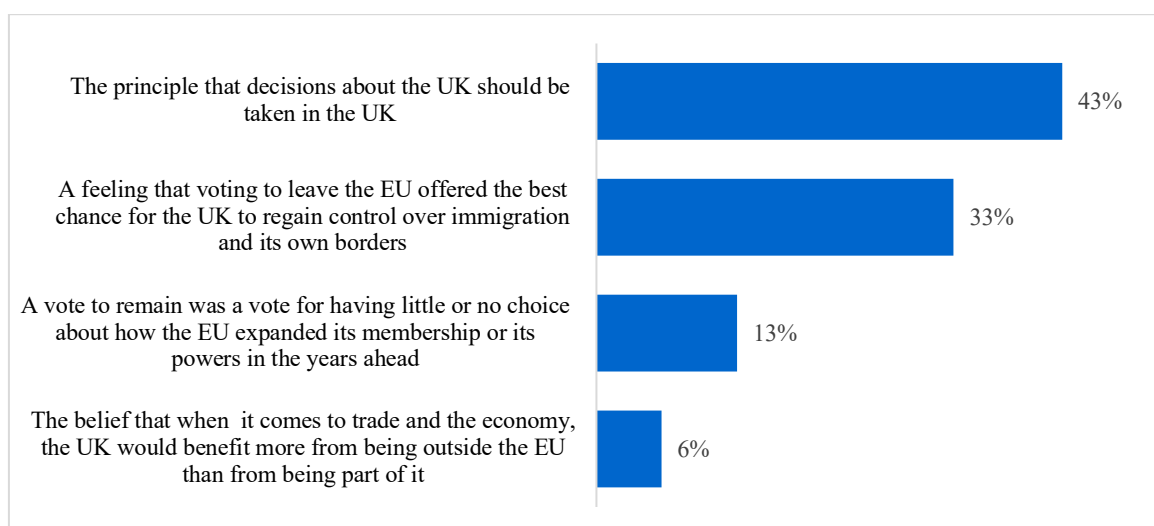 The principle that decisions about the UK should be
taken in the UK
43%
A feeling that voting to leave the EU offered the best
chance for the UK to regain control over immigration
and its own borders
33%
A vote to remain was a vote for having little or no choice
about how the EU expanded its membership or its
powers in the years ahead
13%
The belief that when  it comes to trade and the economy,
the UK would benefit more from being outside the EU
than from being part of it
6%